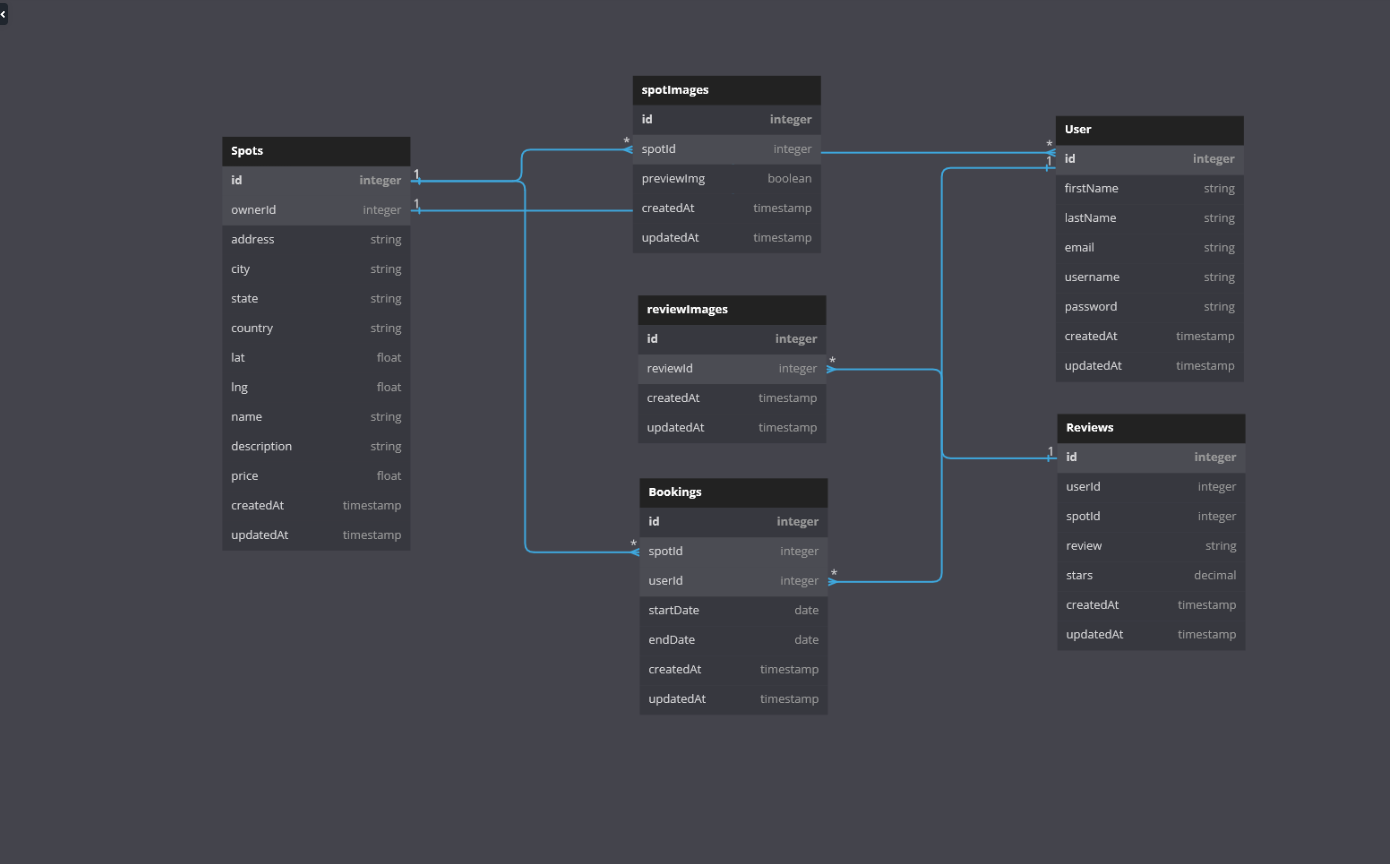 Spots
id integer
ownerId integer
address string
city string
state string
country string
lat float
lng float
name string
description string
price float
createdAt timestamp
updatedAt timestamp
1
1
spotImages
id integer
* spotId integer
previewImg boolean
createdAt timestamp
updatedAt timestamp
reviewImages
id integer
reviewId integer *
createdAt timestamp
updatedAt timestamp
Bookings
id integer
* spotId integer
userId integer *
startDate date
endDate date
createdAt timestamp
updatedAt timestamp
User
*
1 id integer
firstName string
lastName string
email string
username string
password string
createdAt timestamp
updatedAt timestamp
Reviews
1 id integer
userId integer
spotId integer
review string
stars decimal
createdAt timestamp
updatedAt timestamp